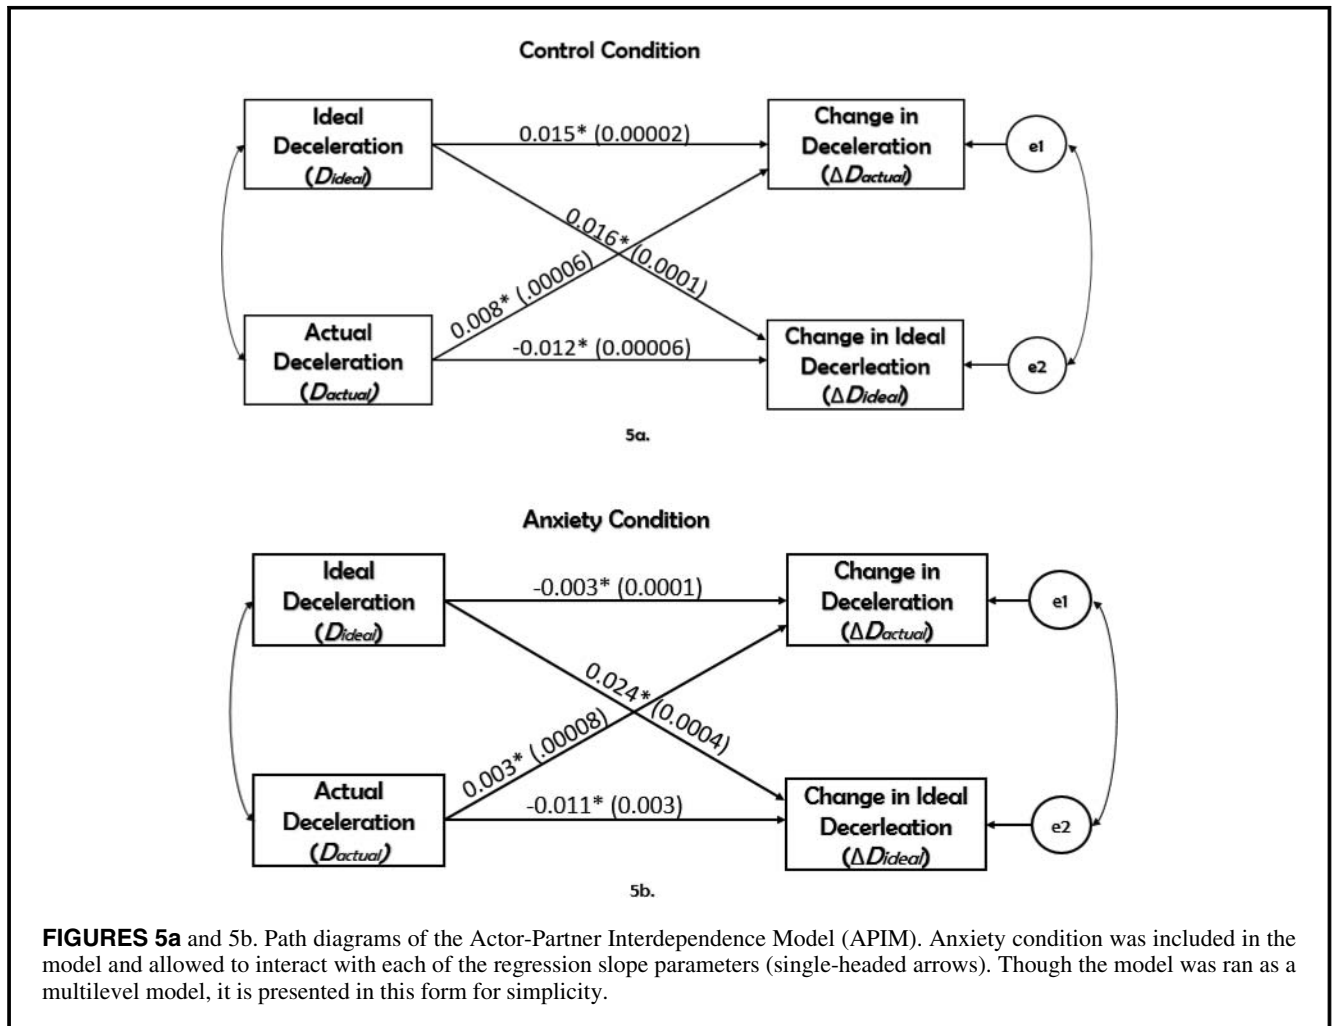 Control Condition
Ideal
Deceleration
(Dideal)
0.015* (0.00002)
Change in
Deceleration
(ΔDactual)
e1
0.016* (0.0001)
0.008* (.00006)
Actual
Deceleration
(Dactual)
-0.012* (0.00006)
Change in Ideal
Decerleation
(ΔDideal)
e2
5a.
Anxiety Condition
Ideal
Deceleration
(Dideal)
-0.003* (0.0001)
Change in
Deceleration
(ΔDactual)
e1
0.024* (0.0004)
0.003* (.00008)
Actual
Deceleration
(Dactual)
-0.011* (0.003)
Change in Ideal
Decerleation
(ΔDideal)
e2
5b.
FIGURES 5a and 5b. Path diagrams of the Actor-Partner Interdependence Model (APIM). Anxiety condition was included in the
model and allowed to interact with each of the regression slope parameters (single-headed arrows). Though the model was ran as a
multilevel model, it is presented in this form for simplicity.